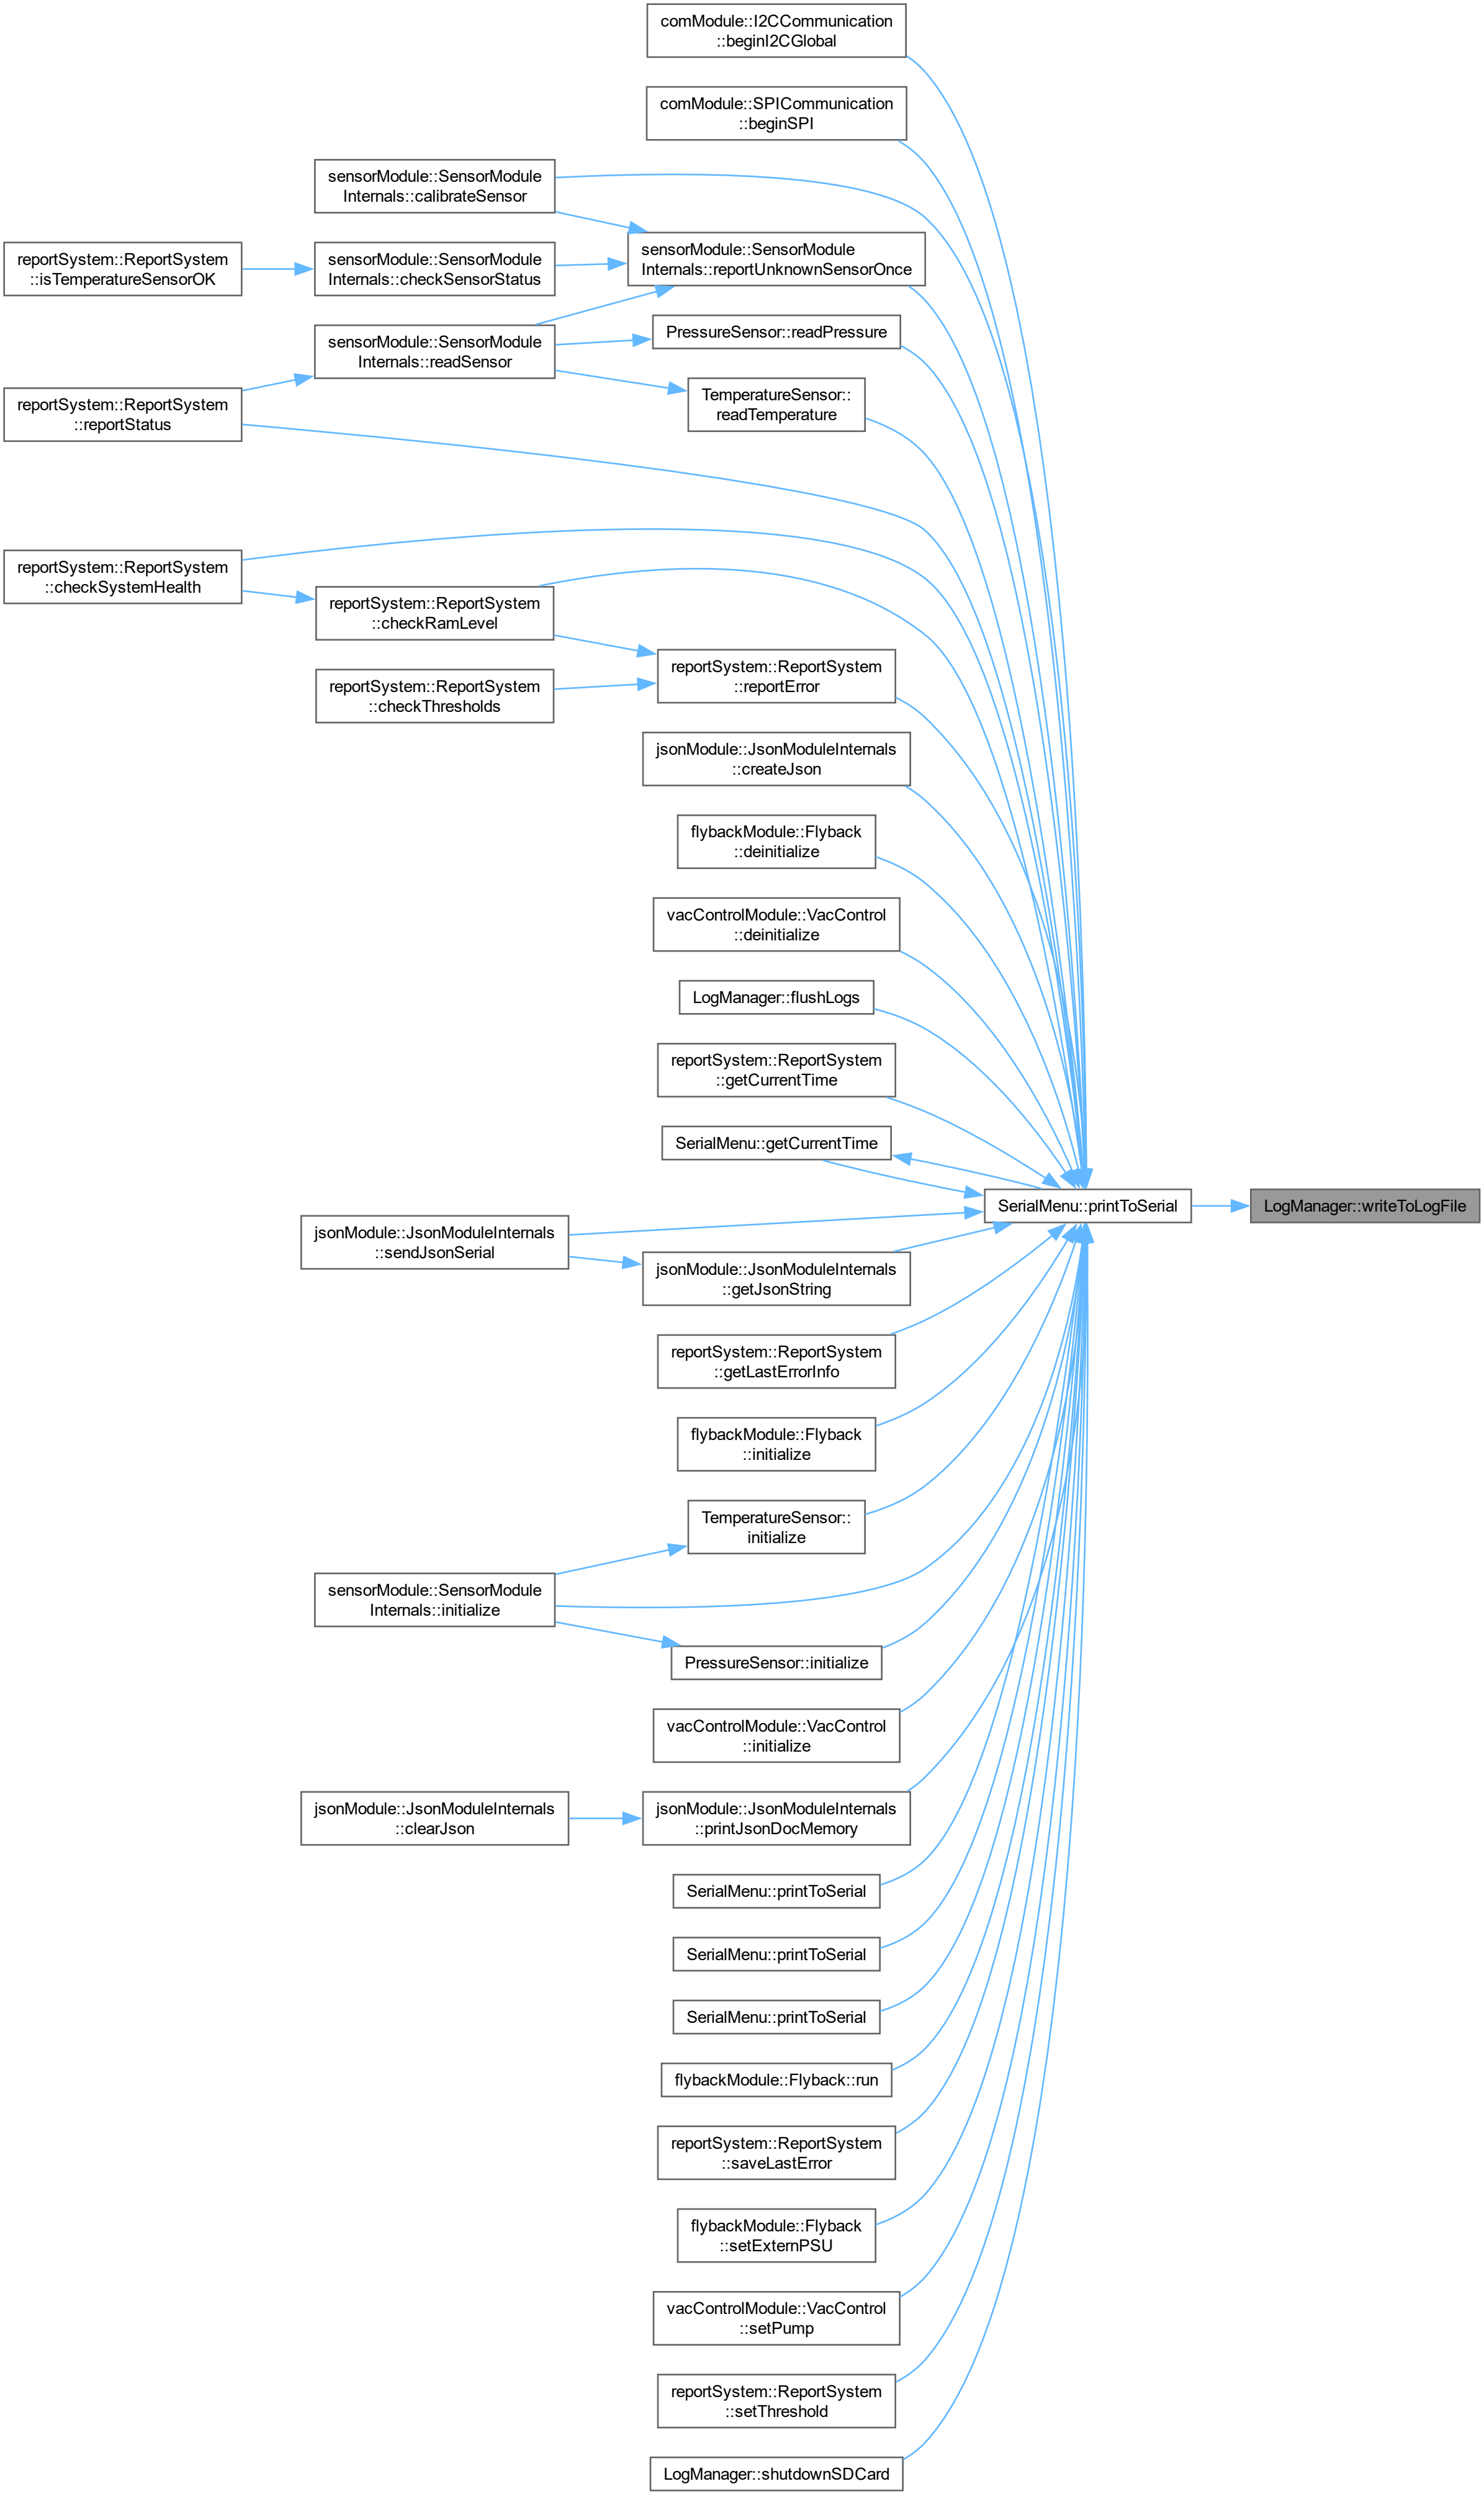 comModule::I2CCommunication
::beginI2CGlobal
comModule::SPICommunication
::beginSPI
sensorModule::SensorModule
Internals::calibrateSensor
sensorModule::SensorModule
Internals::reportUnknownSensorOnce
reportSystem::ReportSystem
::isTemperatureSensorOK
sensorModule::SensorModule
Internals::checkSensorStatus
sensorModule::SensorModule
Internals::readSensor
PressureSensor::readPressure
reportSystem::ReportSystem
::reportStatus
TemperatureSensor::
readTemperature
reportSystem::ReportSystem
::checkSystemHealth
reportSystem::ReportSystem
::checkRamLevel
reportSystem::ReportSystem
::reportError
reportSystem::ReportSystem
::checkThresholds
jsonModule::JsonModuleInternals
::createJson
flybackModule::Flyback
::deinitialize
vacControlModule::VacControl
::deinitialize
LogManager::flushLogs
reportSystem::ReportSystem
::getCurrentTime
SerialMenu::getCurrentTime
SerialMenu::printToSerial
LogManager::writeToLogFile
jsonModule::JsonModuleInternals
::sendJsonSerial
jsonModule::JsonModuleInternals
::getJsonString
reportSystem::ReportSystem
::getLastErrorInfo
flybackModule::Flyback
::initialize
TemperatureSensor::
initialize
sensorModule::SensorModule
Internals::initialize
PressureSensor::initialize
vacControlModule::VacControl
::initialize
jsonModule::JsonModuleInternals
::clearJson
jsonModule::JsonModuleInternals
::printJsonDocMemory
SerialMenu::printToSerial
SerialMenu::printToSerial
SerialMenu::printToSerial
flybackModule::Flyback::run
reportSystem::ReportSystem
::saveLastError
flybackModule::Flyback
::setExternPSU
vacControlModule::VacControl
::setPump
reportSystem::ReportSystem
::setThreshold
LogManager::shutdownSDCard